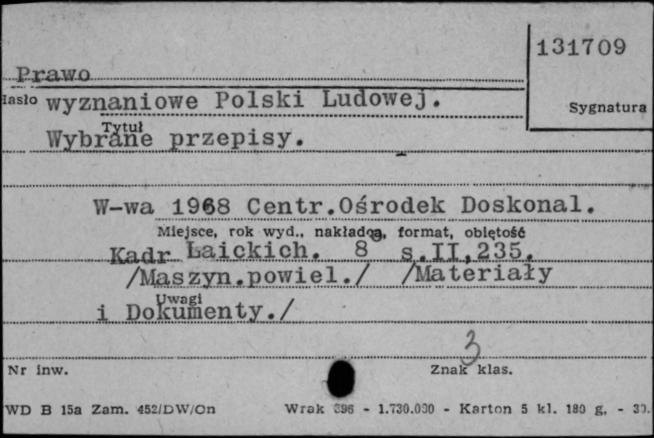 131709
Prawo
Hasło wyznaniowe Polski Ludowej.
Sygnatura
Tytuł
Wybrane przepisy.
W-wa 1968 Centr.Ośrodek Doskonal.
Miejsce, rok wyd., nakładca, format, objętość
Kadr Laickich. 8 s.II,235.
/Maszyn.powiel./ /Materiały
Uwagi
i Dokumenty./
3
Nr inw.
Znak klas.
WD B 15a Zam. 452/DW/On Wrak 396 - 1.730.000 - Karton 5 kl. 180 g. - 30.